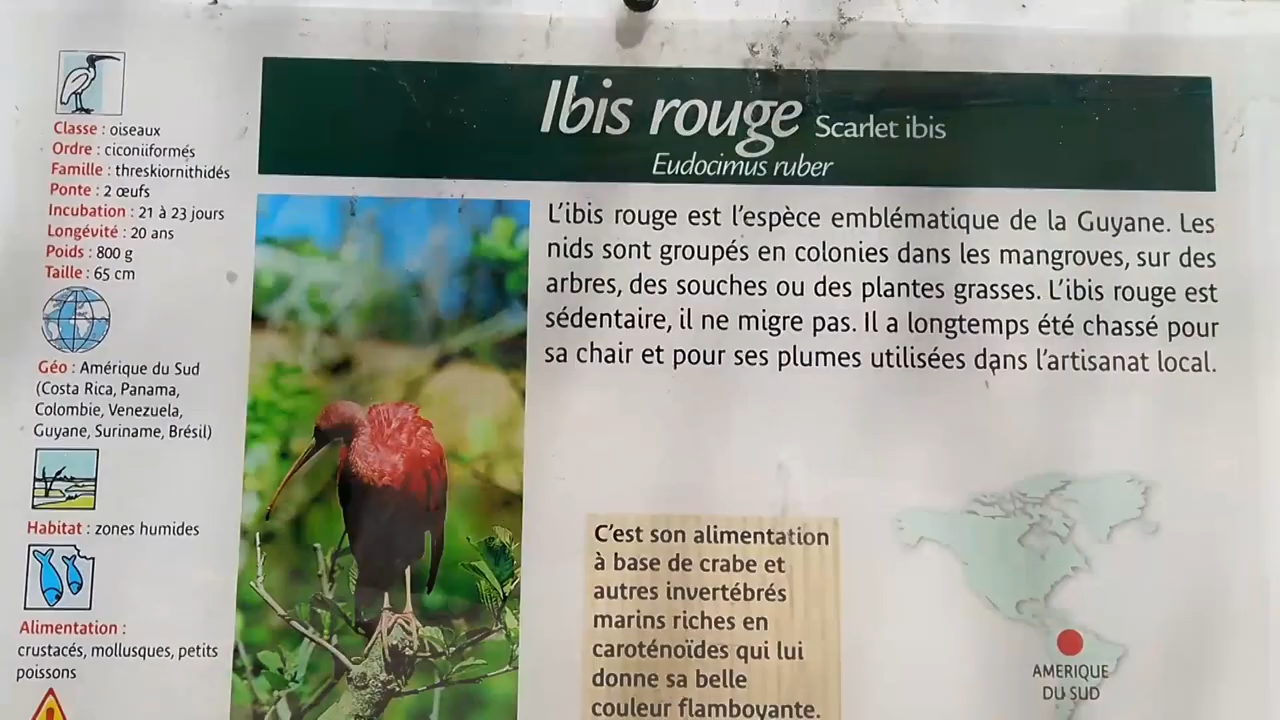 Ibis rouge Scarlet ibis
Eudocimus ruber
Classe : oiseaux
Ordre : ciconiiformés
Famille : threskiornithidés
Ponte : 2 œufs
Incubation : 21 à 23 jours
Longévité : 20 ans
Poids : 800 g
Taille : 65 cm
Géo : Amérique du Sud
(Costa Rica, Panama,
Colombie, Venezuela,
Guyane, Suriname, Brésil)
Habitat : zones humides
Alimentation :
crustacés, mollusques, petits
poissons
L'ibis rouge est l'espèce emblématique de la Guyane. Les
nids sont groupés en colonies dans les mangroves, sur des
arbres, des souches ou des plantes grasses. L'ibis rouge est
sédentaire, il ne migre pas. Il a longtemps été chassé pour
sa chair et pour ses plumes utilisées dans l'artisanat local.
C'est son alimentation
à base de crabe et
autres invertébrés
marins riches en
caroténoïdes qui lui
donne sa belle
couleur flamboyante.
AMERIQUE
DU SUD